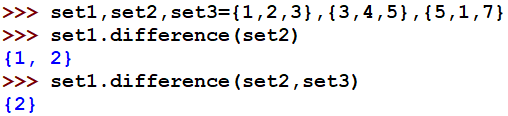 >>> set1,set2,set3={1,2,3},{3,4,5},{5,1,7}
>>> set1.difference(set2)
{1, 2}
>>> set1.difference(set2,set3)
{2}